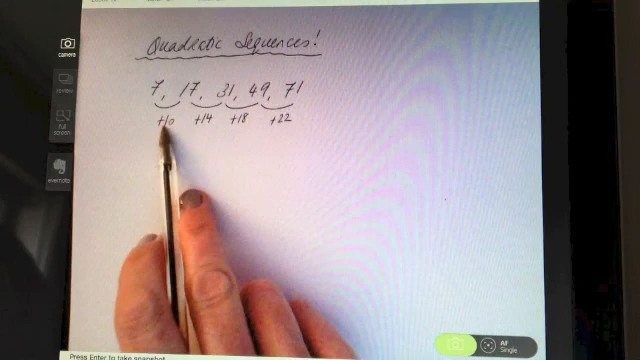 camera
review
full
screen
evernote
Quadratic Sequences!
7, 17, 31, 49, 71
+10 +14 +18 +22
AF
Single
Press Enter to take snapshot